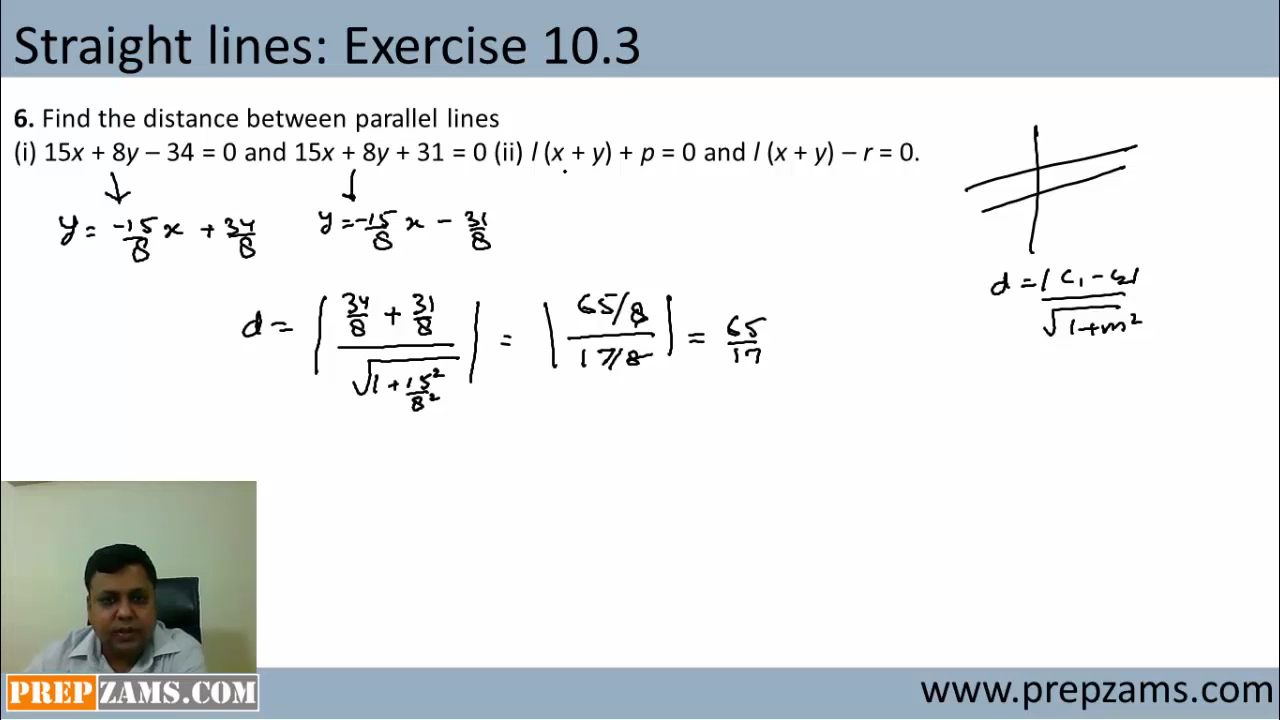 Straight lines: Exercise 10.3
6. Find the distance between parallel lines
(i) 15x + 8y – 34 = 0 and 15x + 8y + 31 = 0 (ii) l (x + y) + p = 0 and l (x + y) – r = 0.
y = -15/8 x + 34/8
y = -15/8 x - 31/8
d = |C₁ - C₂| / √1+m²
d = | (34/8 + 31/8) / √1 + 15²/8² | = | (65/8) / (17/8) | = 65/17
PREPZAMS.COM
www.prepzams.com